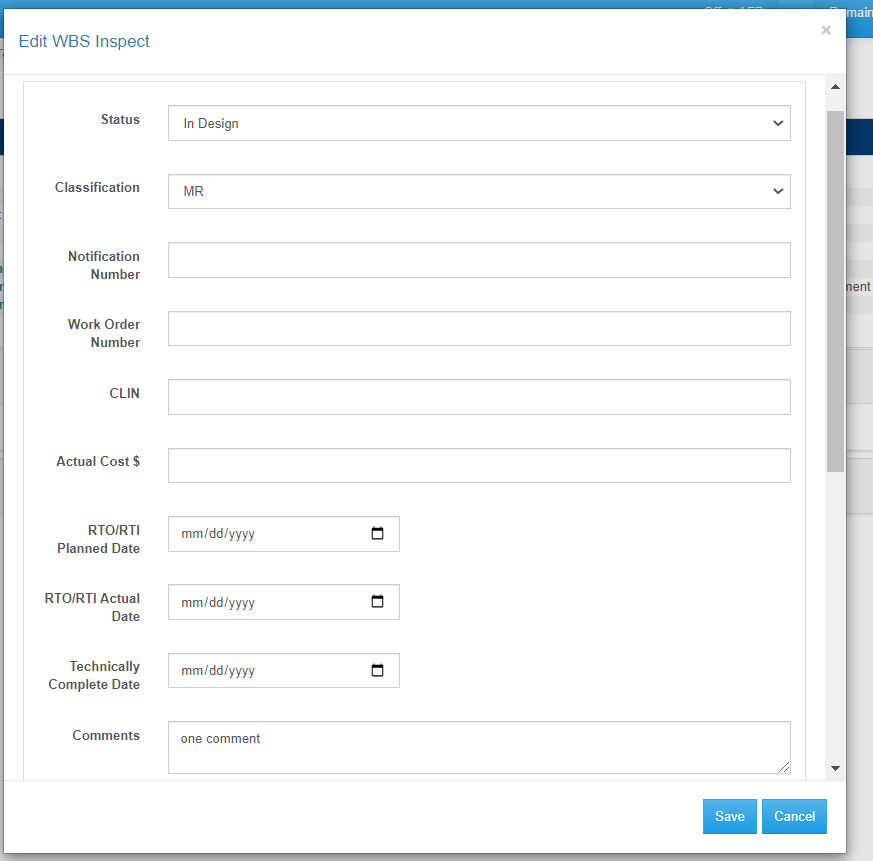 Edit WBS Inspect
×
Status
In Design
Classification
MR
Notification
Number
Work Order
Number
CLIN
Actual Cost $
RTO/RTI
Planned Date
mm/dd/yyyy
RTO/RTI Actual
Date
mm/dd/yyyy
Technically
Complete Date
mm/dd/yyyy
Comments
one comment
Save
Cancel